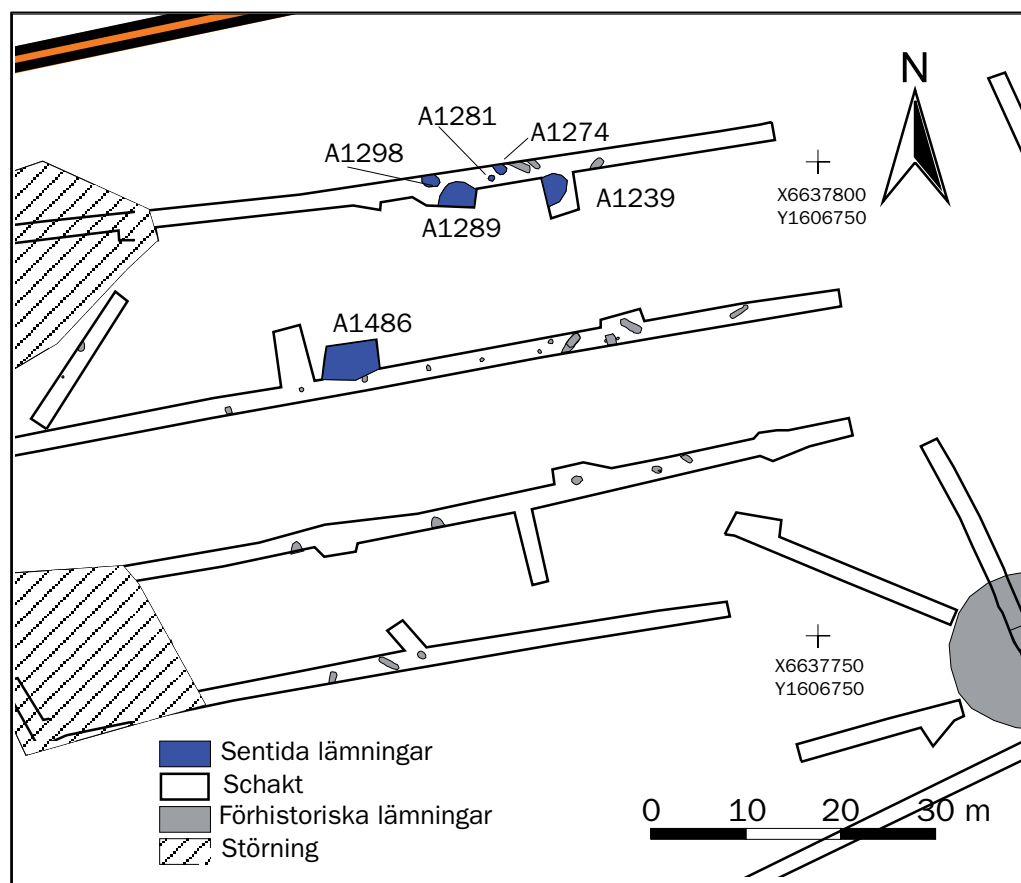 N
A1281
A1274
A1298
X6637800
Y1606750
A1239
A1289
A1486
X6637750
Y1606750
Sentida lämningar
Schakt
Förhistoriska lämningar
Störning
0 10 20 30 m